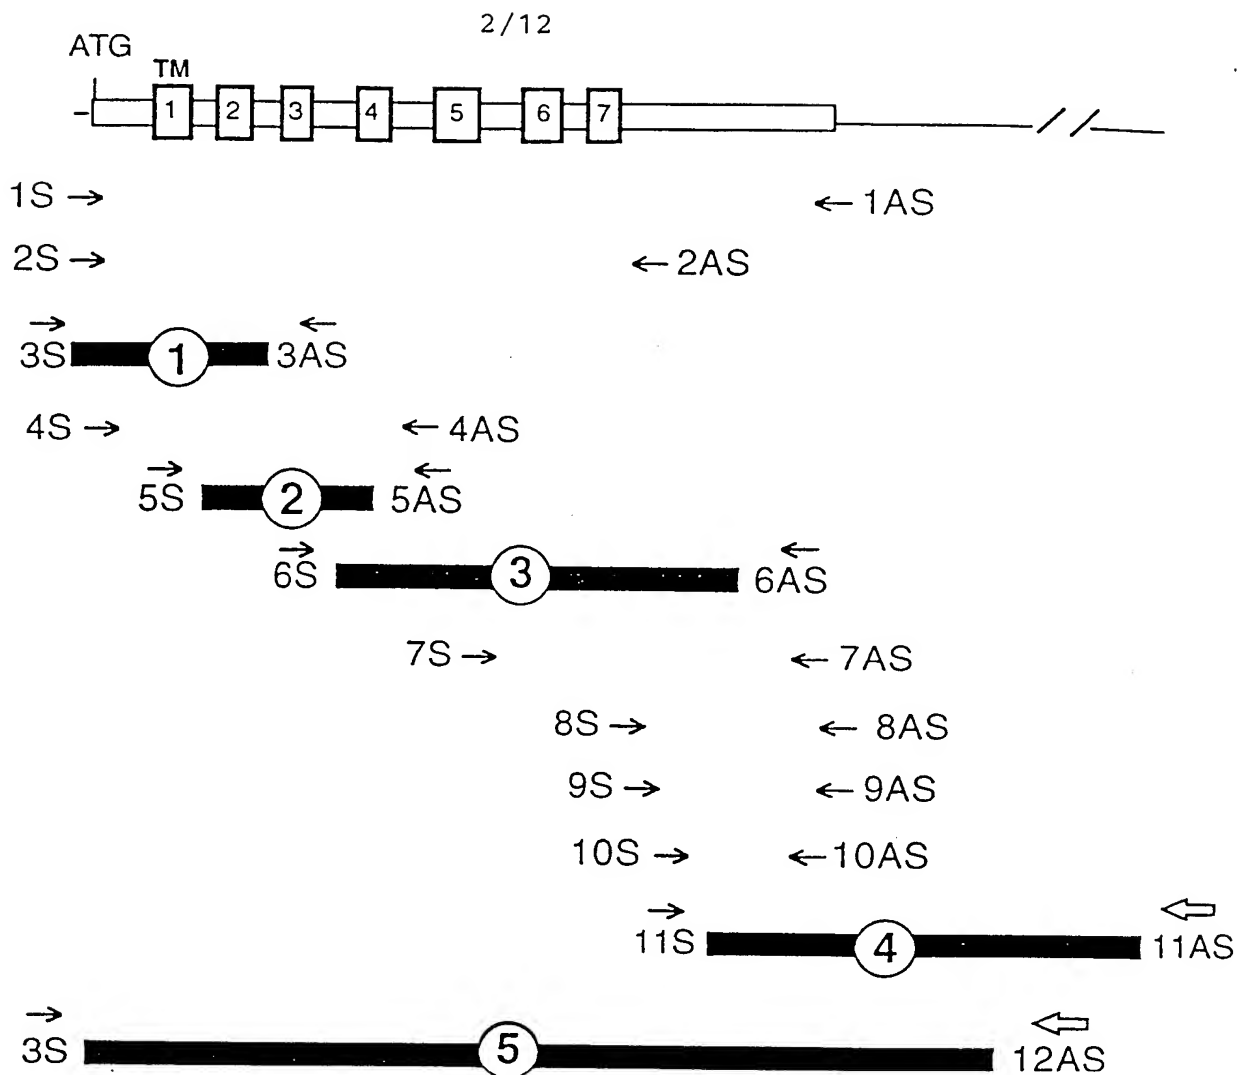 2/12
ATG
TM
1 2 3 4 5 6 7
1S 1AS
2S 2AS
3S 1 3AS
4S 4AS
5S 2 5AS
6S 3 6AS
7S 7AS
8S 8AS
9S 9AS
10S 10AS
11S 4 11AS
3S 5 12AS